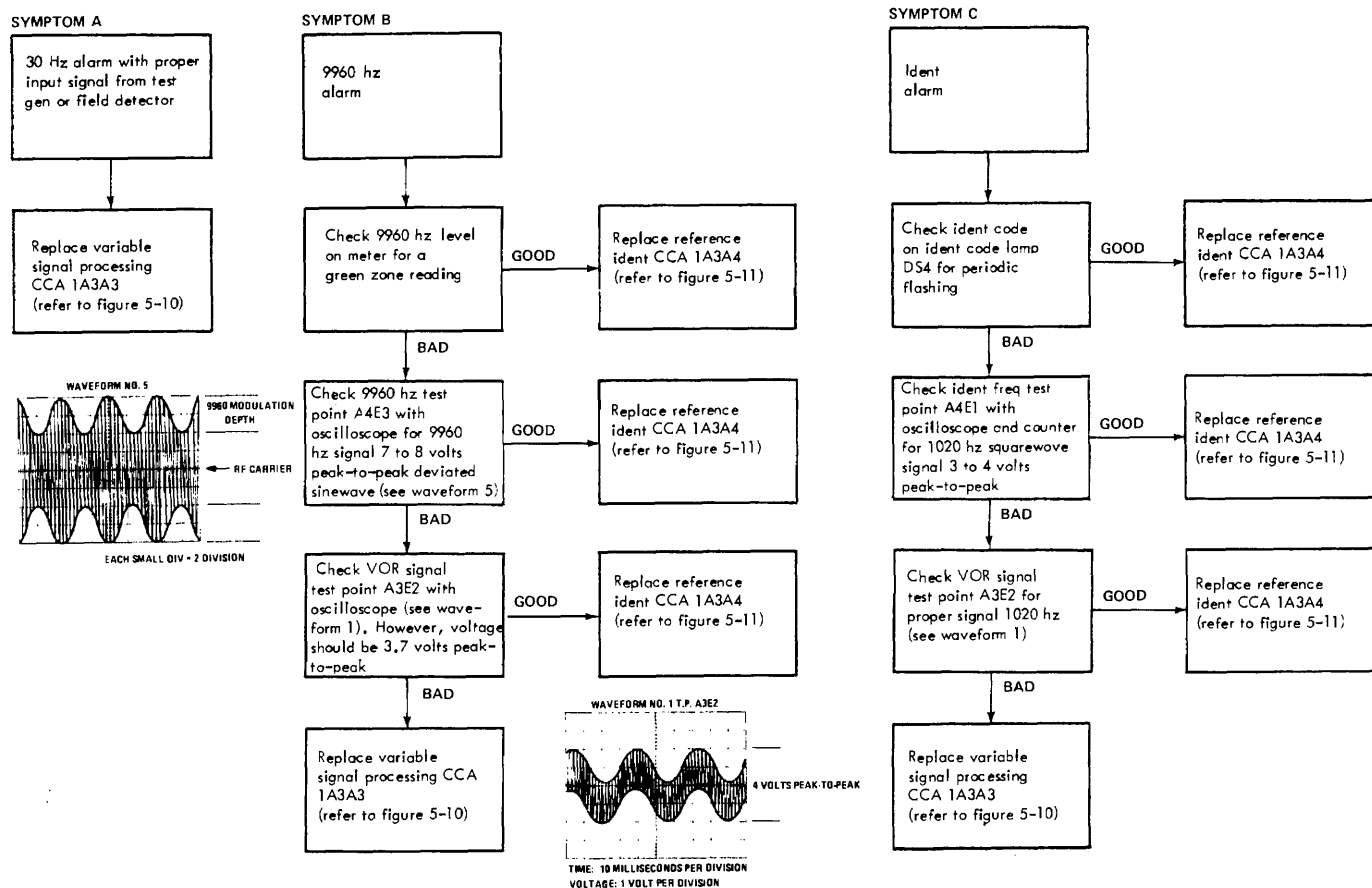 SYMPTOM A
30 Hz alarm with proper
input signal from test
gen or field detector
Replace variable
signal processing
CCA 1A3A3
(refer to figure 5-10)
WAVEFORM NO. 5
9960 MODULATION
DEPTH
RF CARRIER
EACH SMALL DIV = 2 DIVISION
SYMPTOM B
9960 hz
alarm
Check 9960 hz level
on meter for a
green zone reading
GOOD
Replace reference
ident CCA 1A3A4
(refer to figure 5-11)
BAD
Check 9960 hz test
point A4E3 with
oscilloscope for 9960
hz signal 7 to 8 volts
peak-to-peak deviated
sinewave (see waveform 5)
GOOD
Replace reference
ident CCA 1A3A4
(refer to figure 5-11)
BAD
Check VOR signal
test point A3E2 with
oscilloscope (see wave-
form 1). However, voltage
should be 3.7 volts peak-
to-peak
GOOD
Replace reference
ident CCA 1A3A4
(refer to figure 5-11)
BAD
Replace variable
signal processing CCA
1A3A3
(refer to figure 5-10)
WAVEFORM NO. 1 T.P. A3E2
4 VOLTS PEAK-TO-PEAK
TIME: 10 MILLISECONDS PER DIVISION
VOLTAGE: 1 VOLT PER DIVISION
SYMPTOM C
Ident
alarm
Check ident code
on ident code lamp
DS4 for periodic
flashing
GOOD
Replace reference
ident CCA 1A3A4
(refer to figure 5-11)
BAD
Check ident freq test
point A4E1 with
oscilloscope and counter
for 1020 hz squarewave
signal 3 to 4 volts
peak-to-peak
GOOD
Replace reference
ident CCA 1A3A4
(refer to figure 5-11)
BAD
Check VOR signal
test point A3E2 for
proper signal 1020 hz
(see waveform 1)
GOOD
Replace reference
ident CCA 1A3A4
(refer to figure 5-11)
BAD
Replace variable
signal processing
CCA 1A3A3
(refer to figure 5-10)